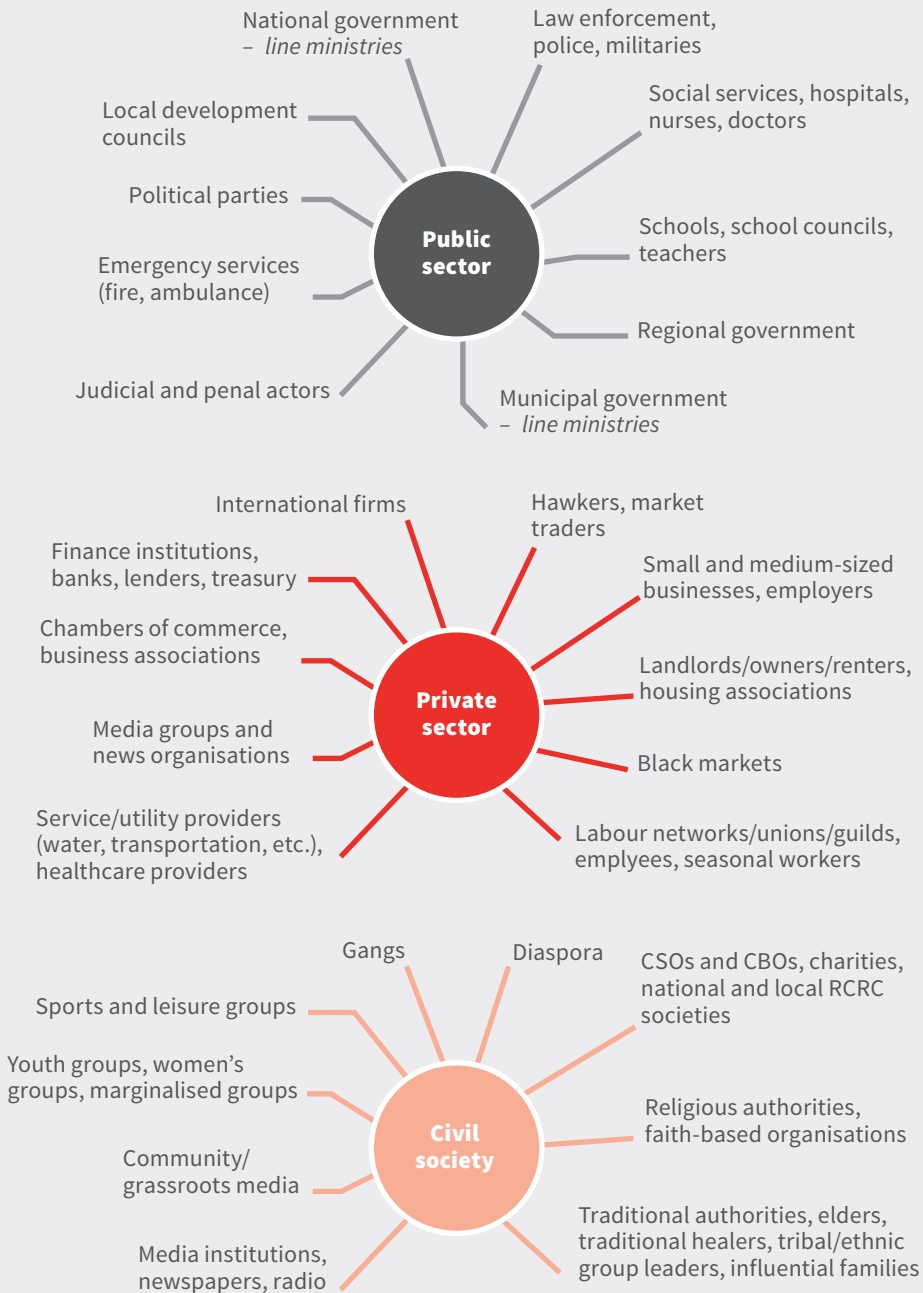 National government
– line ministries
Law enforcement,
police, militaries
Local development
councils
Social services, hospitals,
nurses, doctors
Political parties
Public
sector
Schools, school councils,
teachers
Emergency services
(fire, ambulance)
Regional government
Judicial and penal actors
Municipal government
– line ministries
International firms
Hawkers, market
traders
Finance institutions,
banks, lenders, treasury
Small and medium-sized
businesses, employers
Chambers of commerce,
business associations
Private
sector
Landlords/owners/renters,
housing associations
Media groups and
news organisations
Black markets
Service/utility providers
(water, transportation, etc.),
healthcare providers
Labour networks/unions/guilds,
emplyees, seasonal workers
Gangs
Diaspora
CSOs and CBOs, charities,
national and local RCRC
societies
Sports and leisure groups
Youth groups, women’s
groups, marginalised groups
Civil
society
Religious authorities,
faith-based organisations
Community/
grassroots media
Media institutions,
newspapers, radio
Traditional authorities, elders,
traditional healers, tribal/ethnic
group leaders, influential families